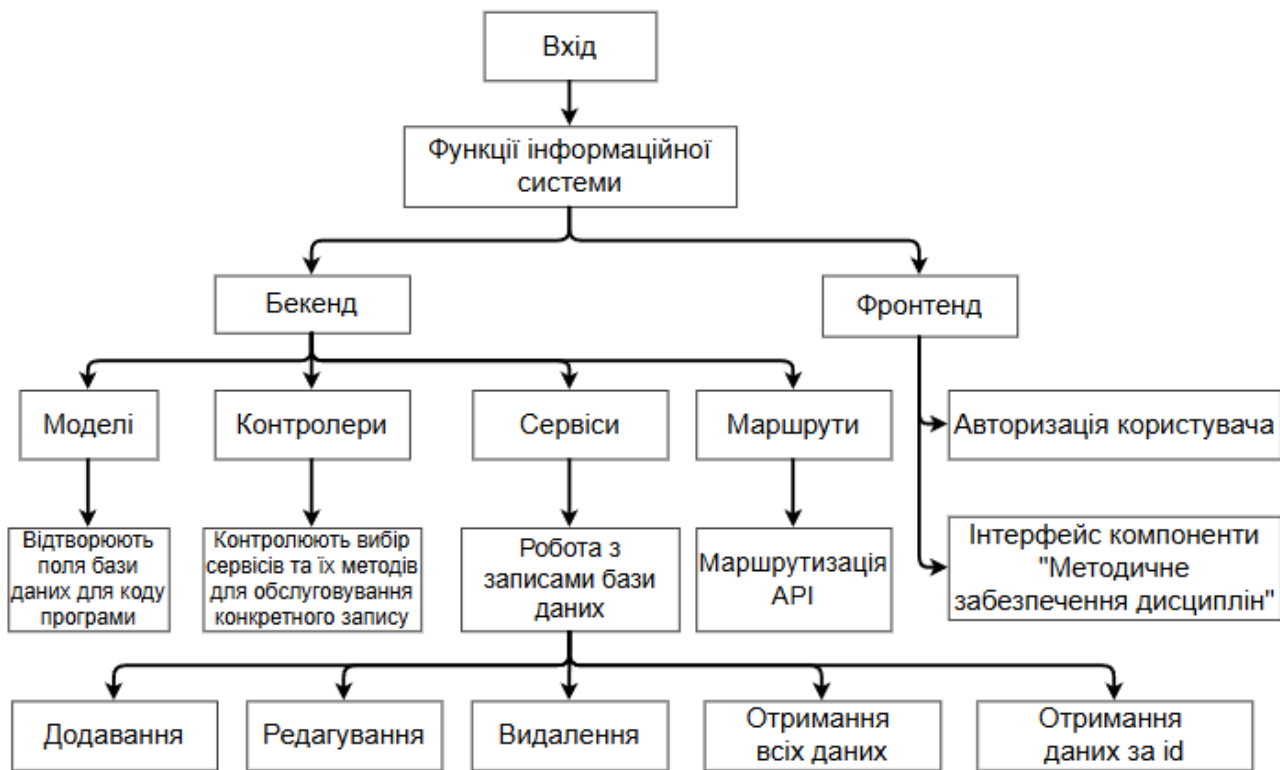 Вхід
Функції інформаційної
системи
Бекенд
Фронтенд
Моделі
Контролери
Сервіси
Маршрути
Авторизація користувача
Відтворюють
поля бази
даних для коду
програми
Контролюють вибір
сервісів та їх методів
для обслуговування
конкретного запису
Робота з
записами бази
даних
Маршрутизація
АРІ
Інтерфейс компоненти
"Методичне
забезпечення дисциплін"
Додавання
Редагування
Видалення
Отримання
всіх даних
Отримання
даних за id